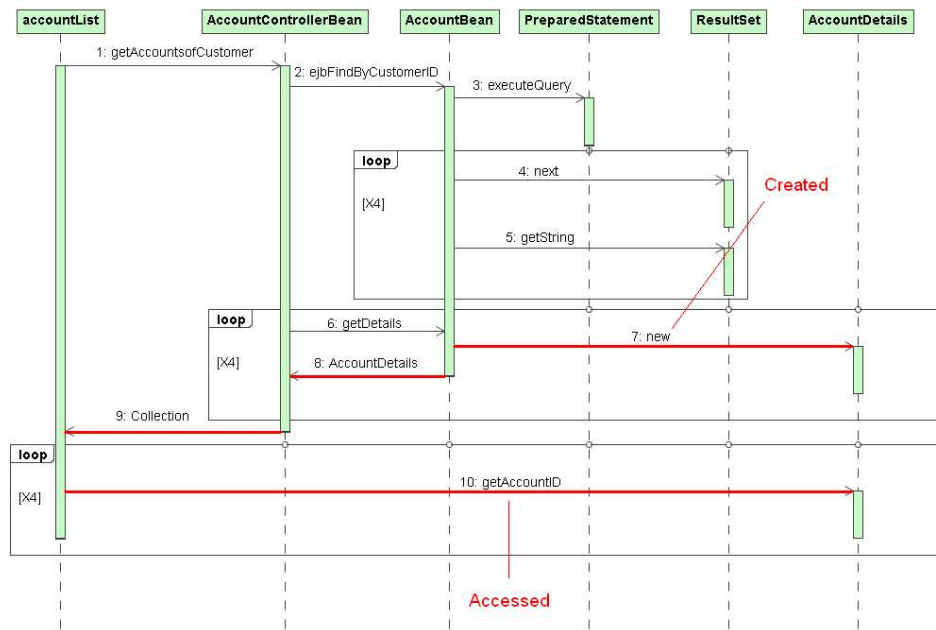 accountList
AccountControllerBean
AccountBean
PreparedStatement
ResultSet
AccountDetails
1: getAccountsofCustomer
2: ejbFindByCustomerID
3: executeQuery
loop
[X4]
4: next
Created
5: getString
loop
[X4]
6: getDetails
7: new
8: AccountDetails
9: Collection
loop
[X4]
10: getAccountID
Accessed